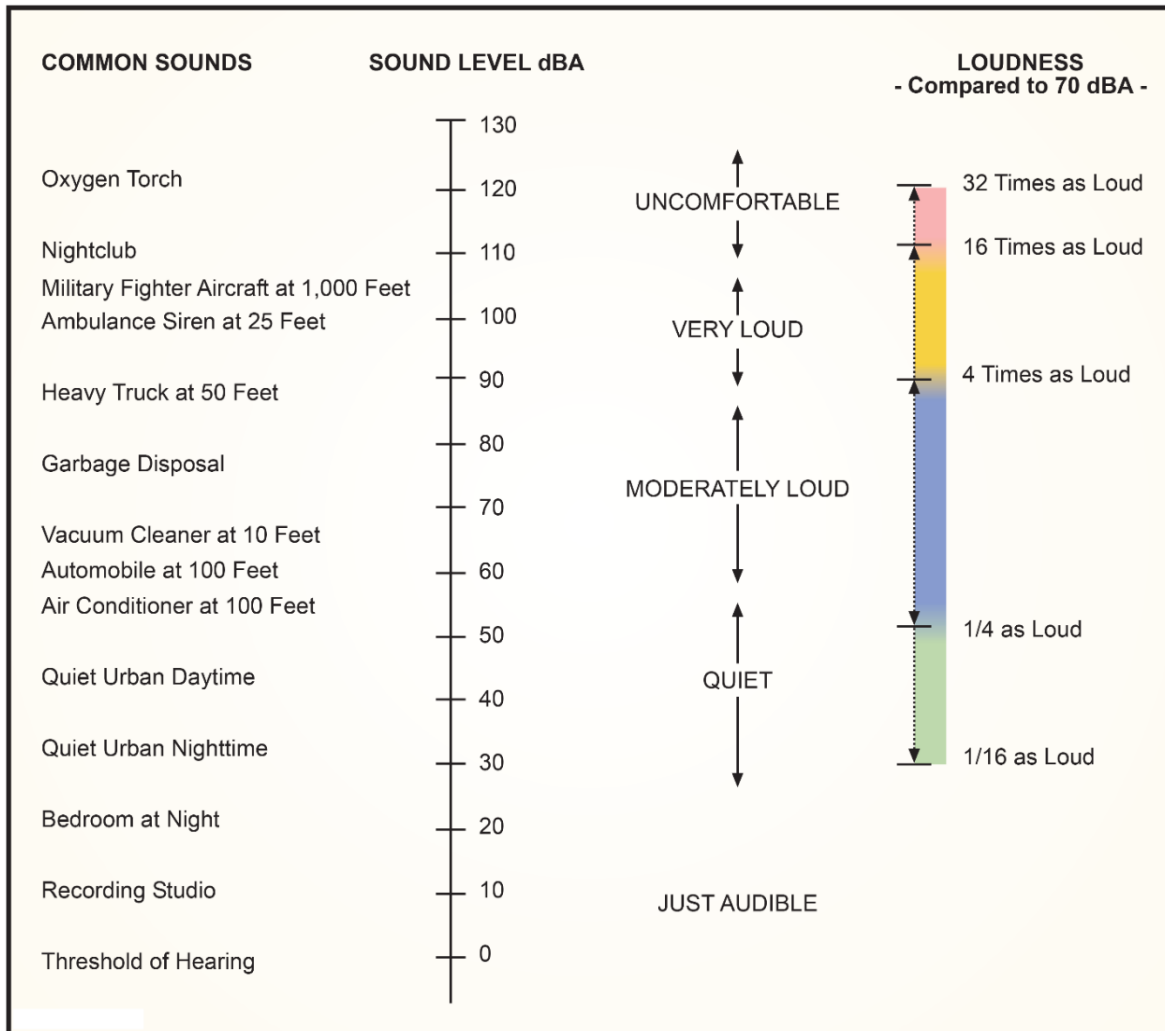 COMMON SOUNDS
SOUND LEVEL dBA
LOUDNESS
- Compared to 70 dBA -
130
Oxygen Torch
120
UNCOMFORTABLE
32 Times as Loud
Nightclub
110
16 Times as Loud
Military Fighter Aircraft at 1,000 Feet
Ambulance Siren at 25 Feet
100
VERY LOUD
90
4 Times as Loud
Heavy Truck at 50 Feet
80
Garbage Disposal
MODERATELY LOUD
70
Vacuum Cleaner at 10 Feet
Automobile at 100 Feet
60
Air Conditioner at 100 Feet
50
1/4 as Loud
Quiet Urban Daytime
QUIET
40
Quiet Urban Nighttime
30
1/16 as Loud
Bedroom at Night
20
Recording Studio
10
JUST AUDIBLE
Threshold of Hearing
0